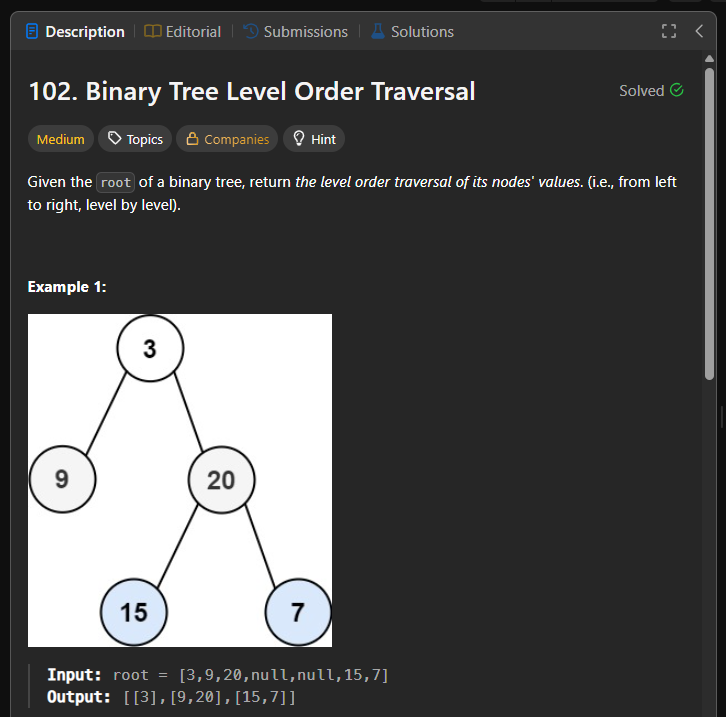 Description Editorial Submissions Solutions
102. Binary Tree Level Order Traversal Solved
Medium Topics Companies Hint
Given the root of a binary tree, return the level order traversal of its nodes' values. (i.e., from left
to right, level by level).
Example 1:
3
9 20
15 7
Input: root = [3,9,20,null,null,15,7]
Output: [[3],[9,20],[15,7]]